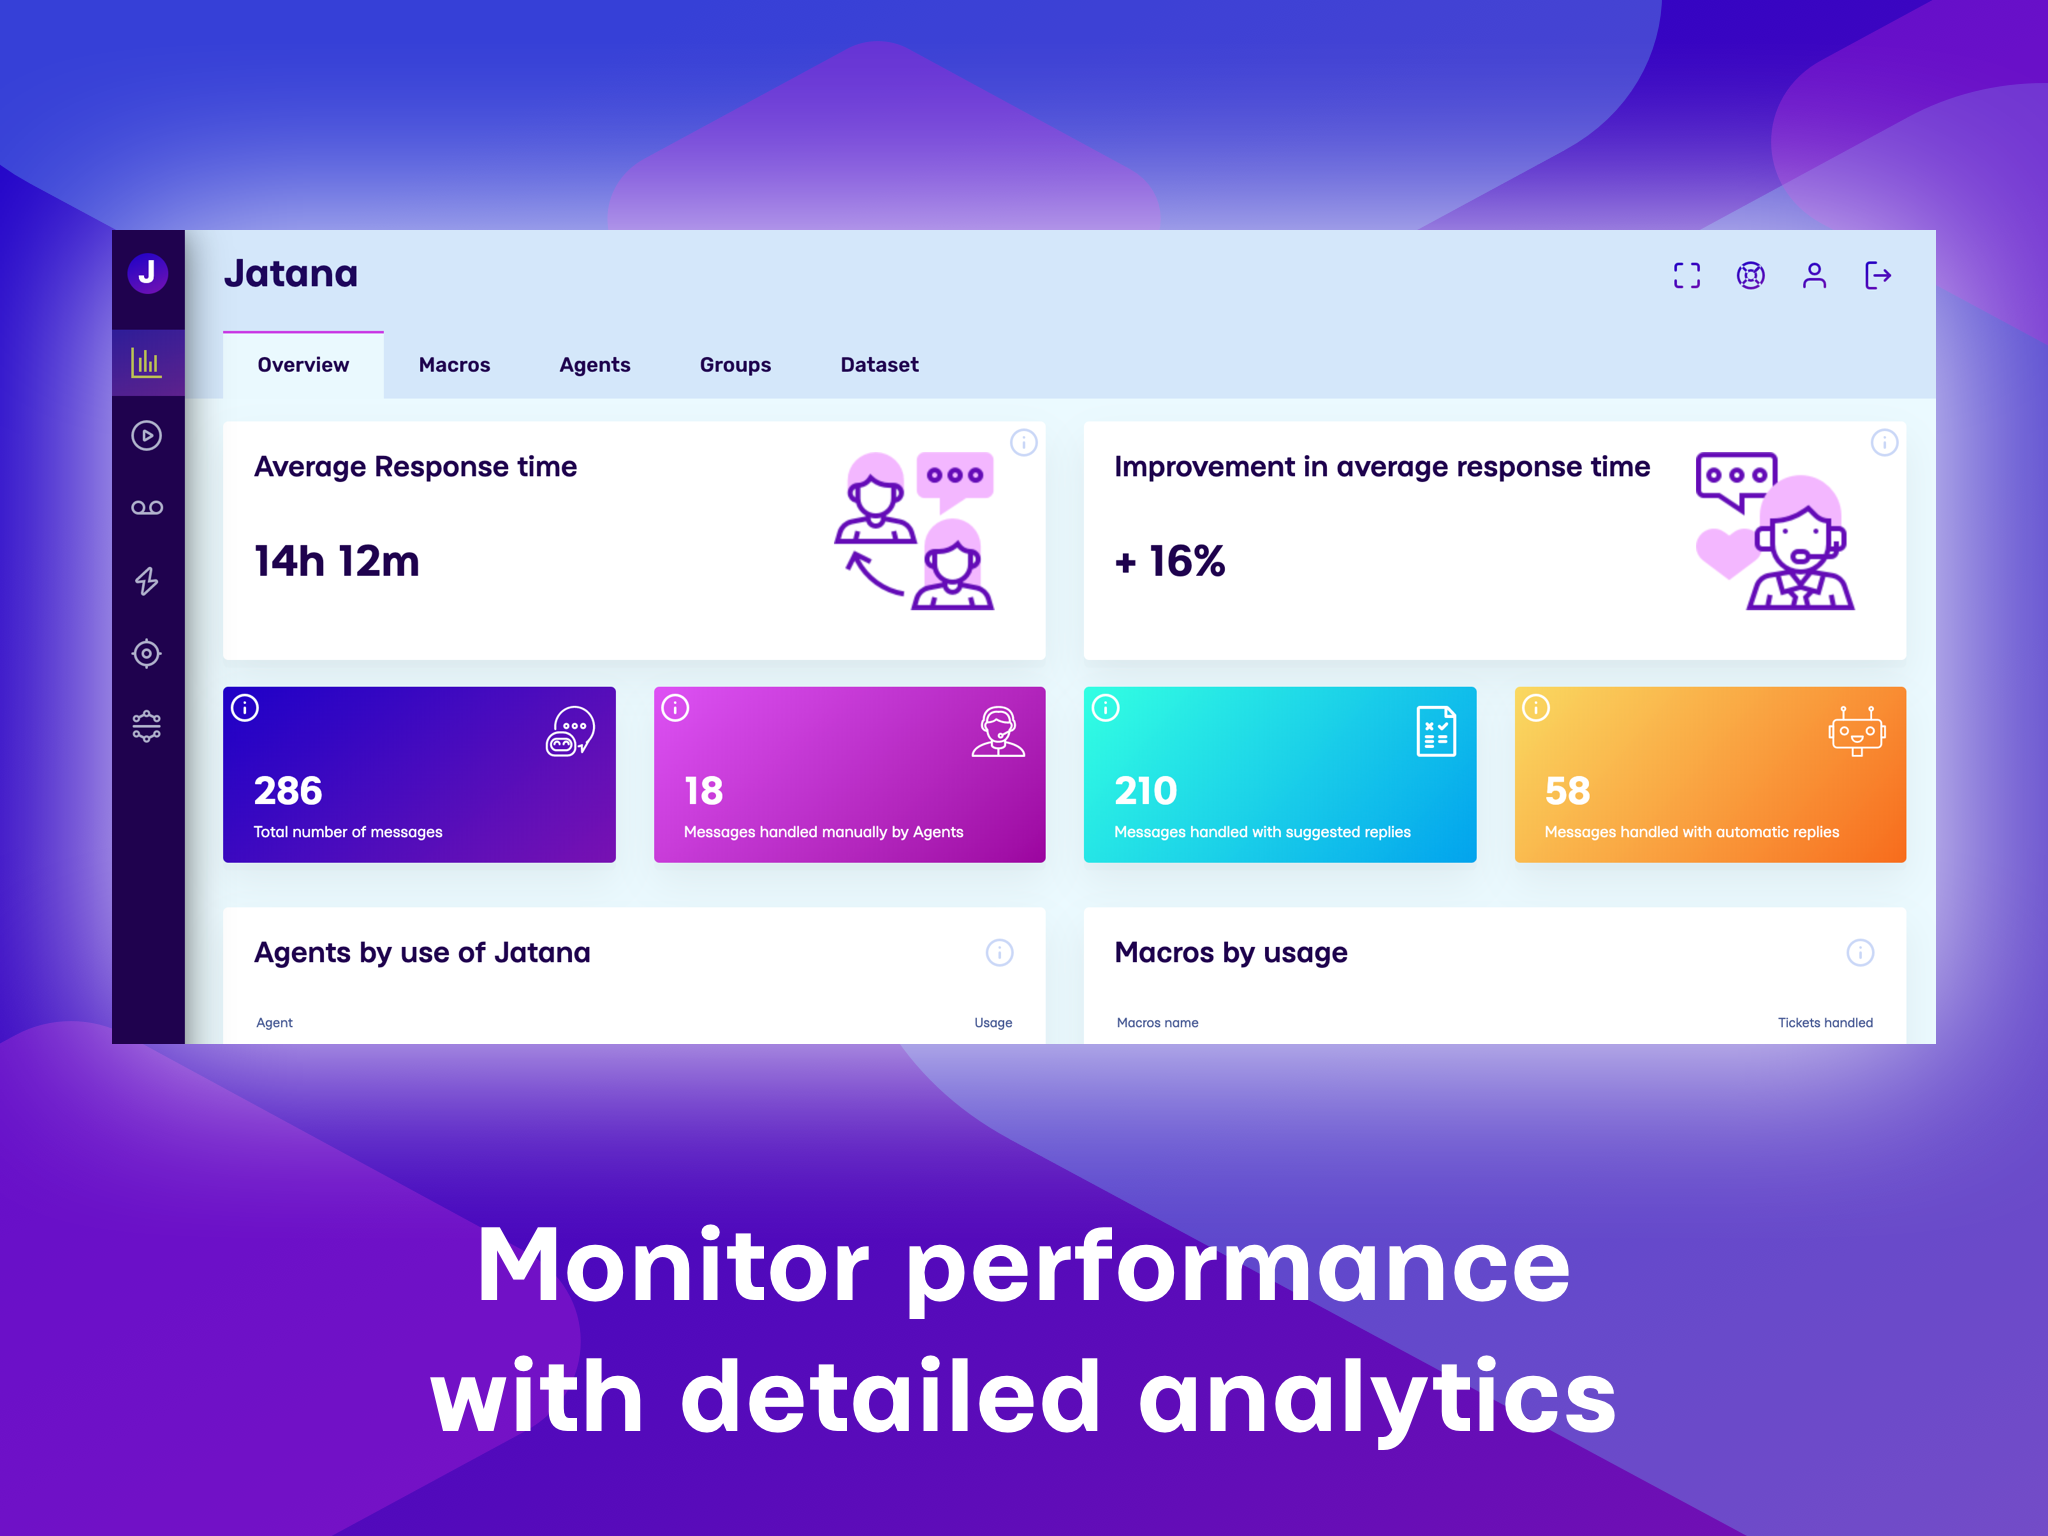 J
Jatana
Overview Macros Agents Groups Dataset
Average Response time
14h 12m
Improvement in average response time
+ 16%
286
Total number of messages
18
Messages handled manually by Agents
210
Messages handled with suggested replies
58
Messages handled with automatic replies
Agents by use of Jatana
Agent Usage
Macros by usage
Macros name Tickets handled
Monitor performance
with detailed analytics